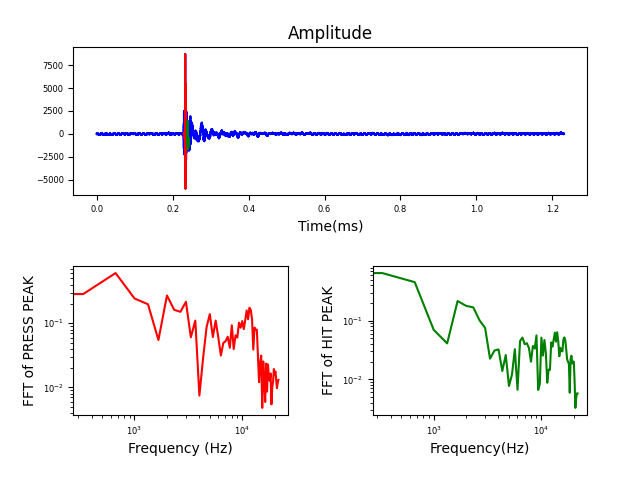 Amplitude
7500
5000
2500
0
−2500
−5000
0.0 0.2 0.4 0.6 0.8 1.0 1.2
Time(ms)
FFT of PRESS PEAK
10⁻¹
10⁻²
10³ 10⁴
Frequency (Hz)
FFT of HIT PEAK
10⁻¹
10⁻²
10³ 10⁴
Frequency(Hz)